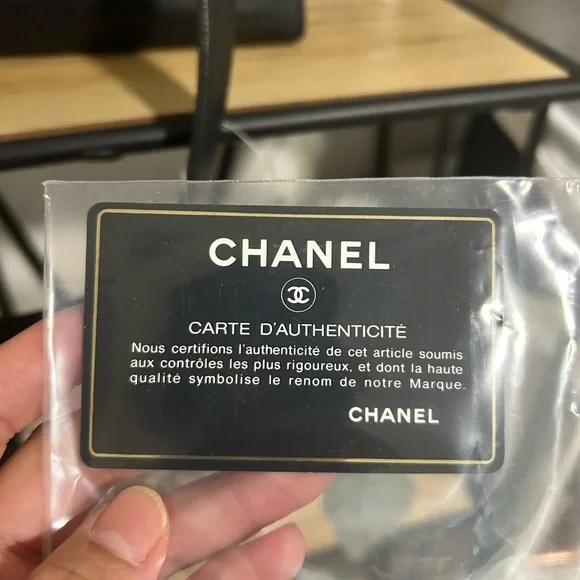 CHANEL
CARTE D'AUTHENTICITÉ
Nous certifions l'authenticité de cet article soumis
aux contrôles les plus rigoureux, et dont la haute
qualité symbolise le renom de notre Marque.
CHANEL